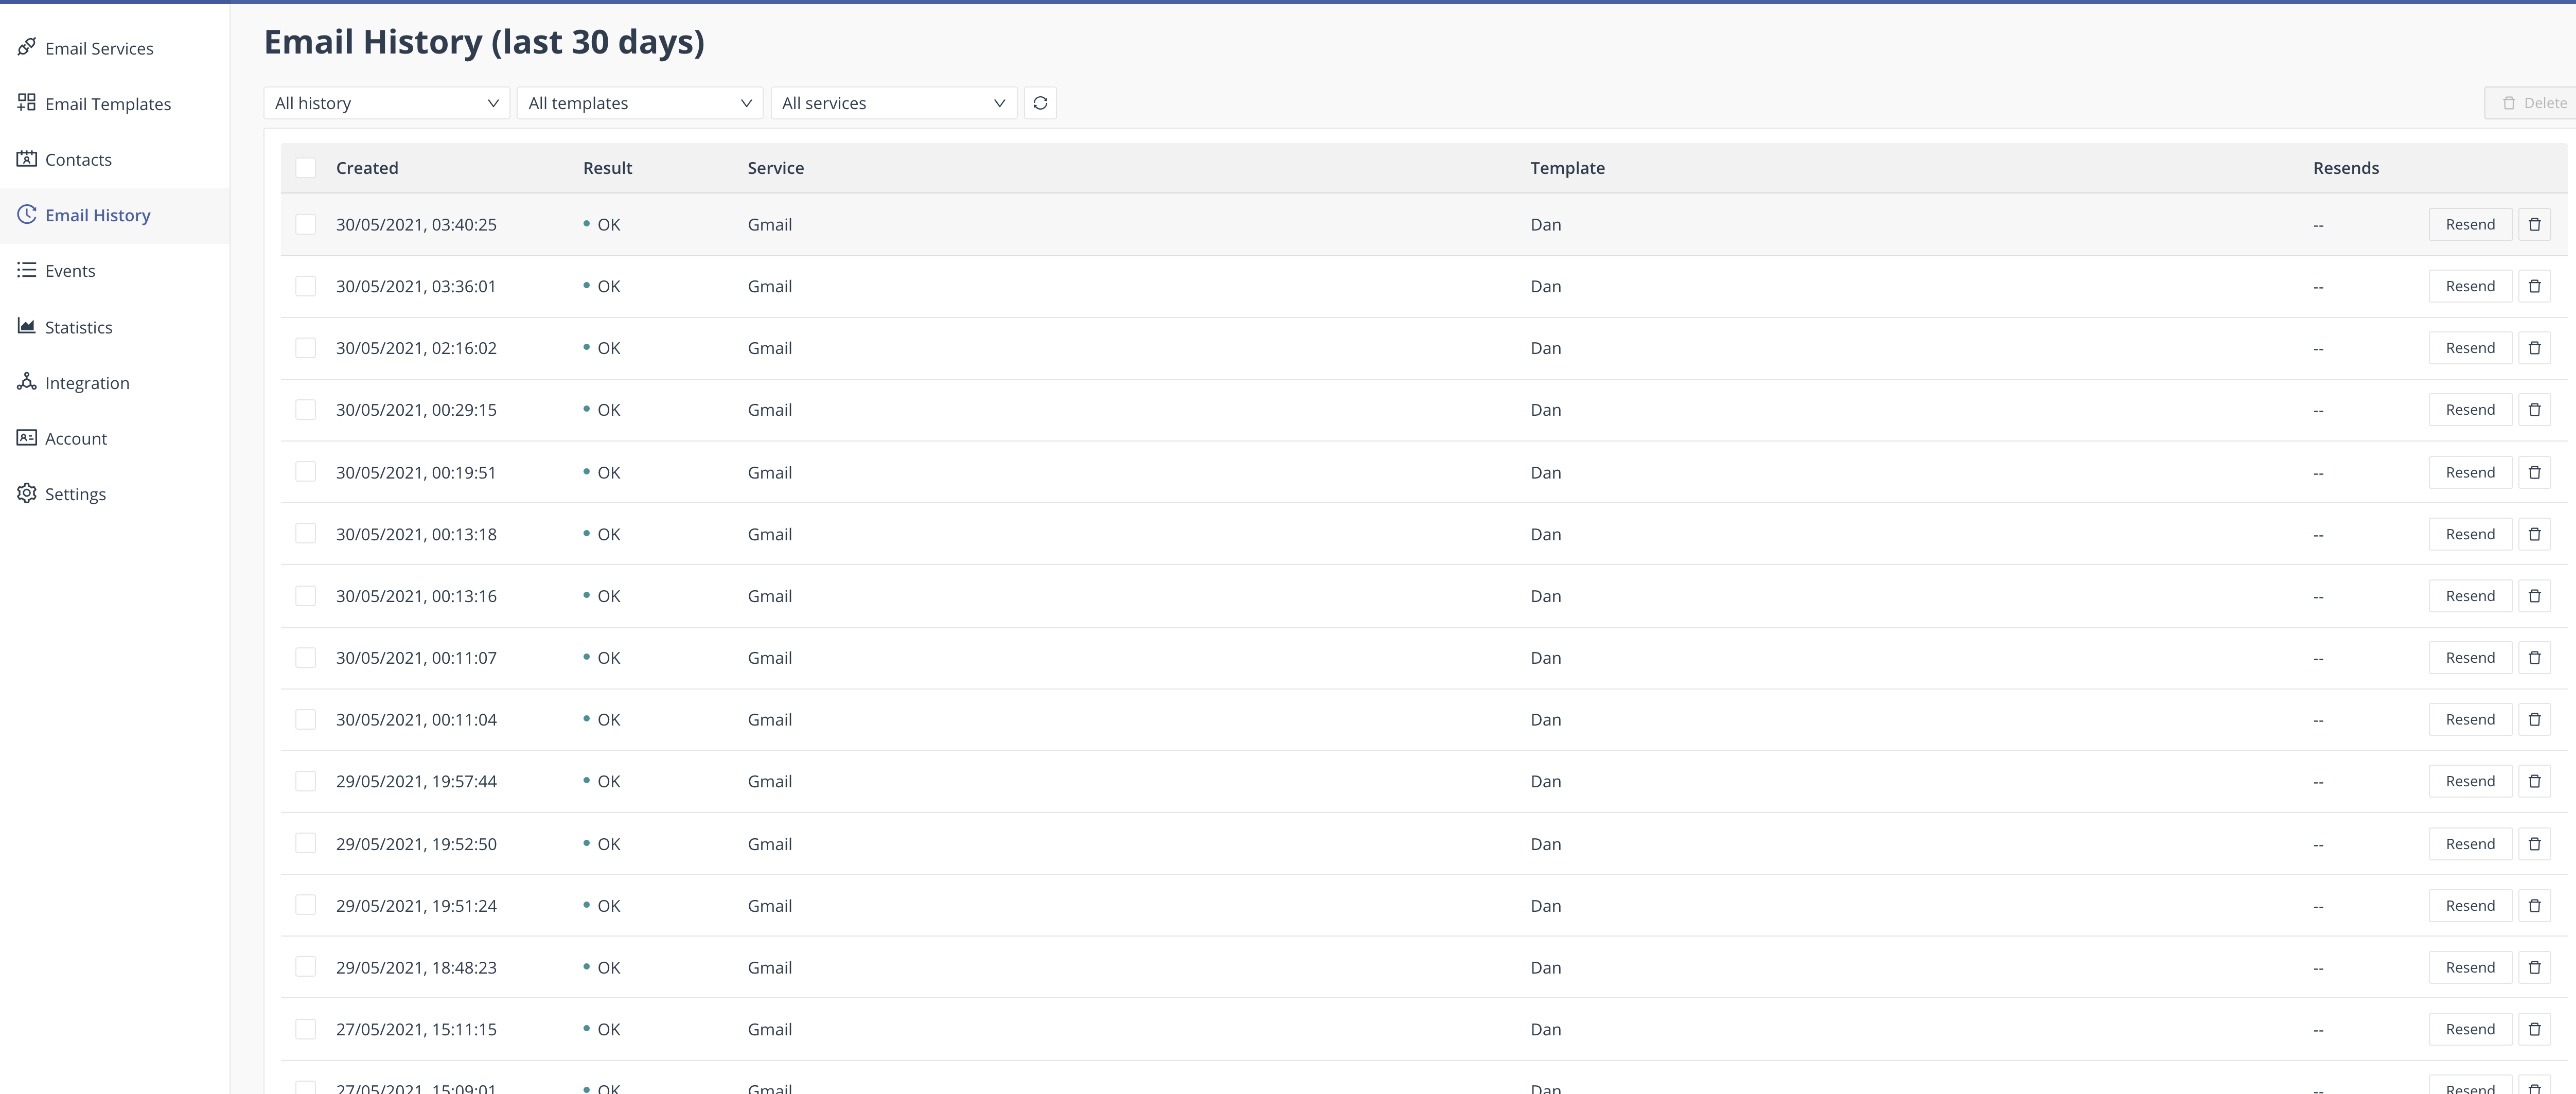 Email Services
Email Templates
Contacts
Email History
Events
Statistics
Integration
Account
Settings
Email History (last 30 days)
All history All templates All services Delete
Created Result Service Template Resends
30/05/2021, 03:40:25 OK Gmail Dan -- Resend
30/05/2021, 03:36:01 OK Gmail Dan -- Resend
30/05/2021, 02:16:02 OK Gmail Dan -- Resend
30/05/2021, 00:29:15 OK Gmail Dan -- Resend
30/05/2021, 00:19:51 OK Gmail Dan -- Resend
30/05/2021, 00:13:18 OK Gmail Dan -- Resend
30/05/2021, 00:13:16 OK Gmail Dan -- Resend
30/05/2021, 00:11:07 OK Gmail Dan -- Resend
30/05/2021, 00:11:04 OK Gmail Dan -- Resend
29/05/2021, 19:57:44 OK Gmail Dan -- Resend
29/05/2021, 19:52:50 OK Gmail Dan -- Resend
29/05/2021, 19:51:24 OK Gmail Dan -- Resend
29/05/2021, 18:48:23 OK Gmail Dan -- Resend
27/05/2021, 15:11:15 OK Gmail Dan -- Resend
27/05/2021, 15:09:01 OK Gmail Dan -- Resend